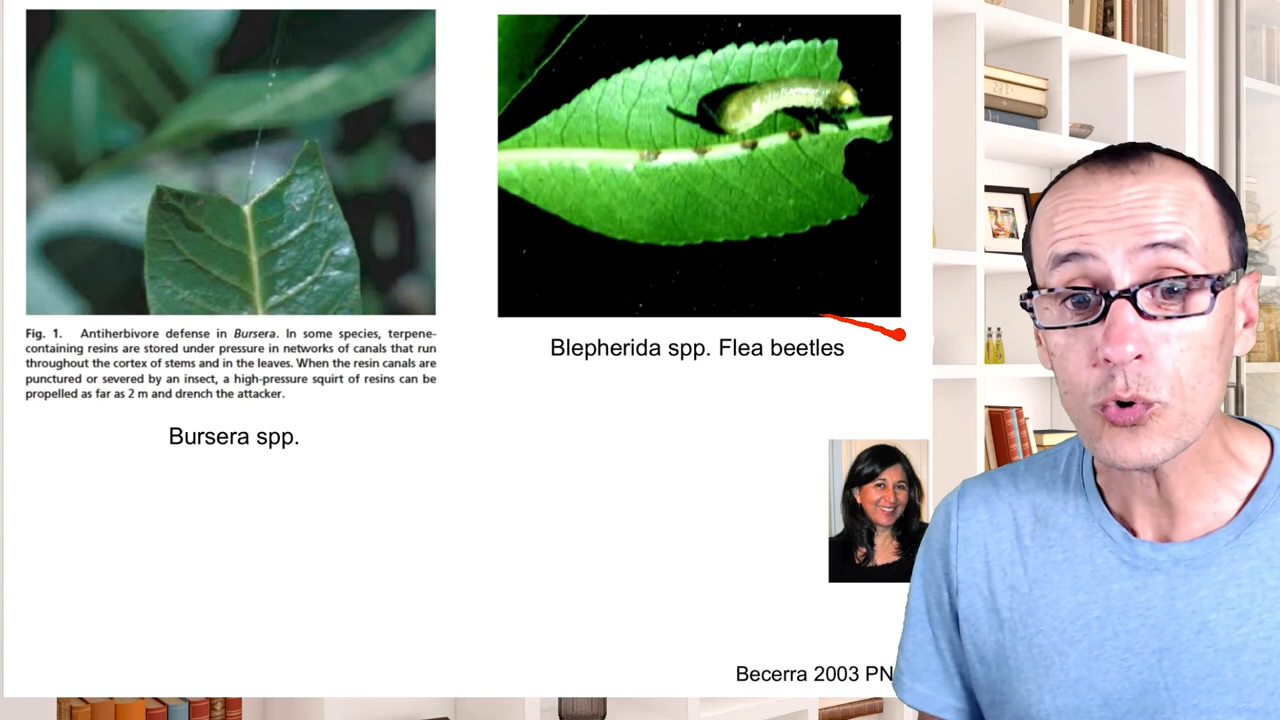 Fig. 1. Antiherbivore defense in Bursera. In some species, terpene-
containing resins are stored under pressure in networks of canals that run
throughout the cortex of stems and in the leaves. When the resin canals are
punctured or severed by an insect, a high-pressure squirt of resins can be
propelled as far as 2 m and drench the attacker.
Bursera spp.
Blepherida spp. Flea beetles
Becerra 2003 PN